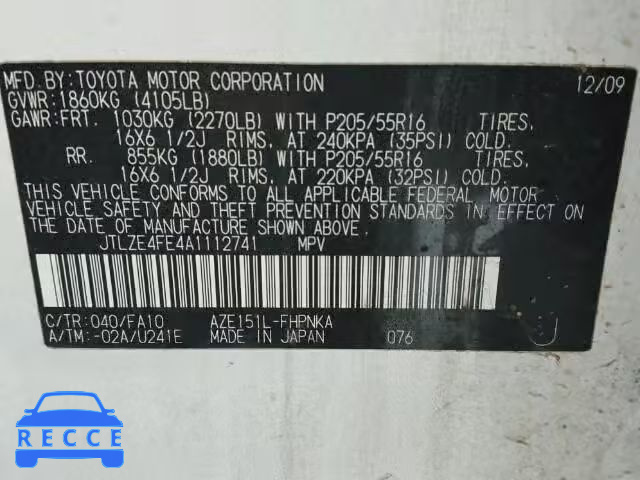 MFD.BY:TOYOTA MOTOR CORPORATION 12/09
GVWR:1860KG (4105LB)
GAWR:FRT. 1030KG (2270LB) WITH P205/55R16 TIRES,
16X6 1/2J RIMS, AT 240KPA (35PSI) COLD.
RR. 855KG (1880LB) WITH P205/55R16 TIRES,
16X6 1/2J RIMS, AT 220KPA (32PSI) COLD.
THIS VEHICLE CONFORMS TO ALL APPLICABLE FEDERAL MOTOR
VEHICLE SAFETY AND THEFT PREVENTION STANDARDS IN EFFECT ON
THE DATE OF MANUFACTURE SHOWN ABOVE.
JTLZE4FE4A1112741 MPV
C/TR:040/FA10 AZE151L-FHPNKA
A/TM:-02A/U241E MADE IN JAPAN 076
J
RECCE